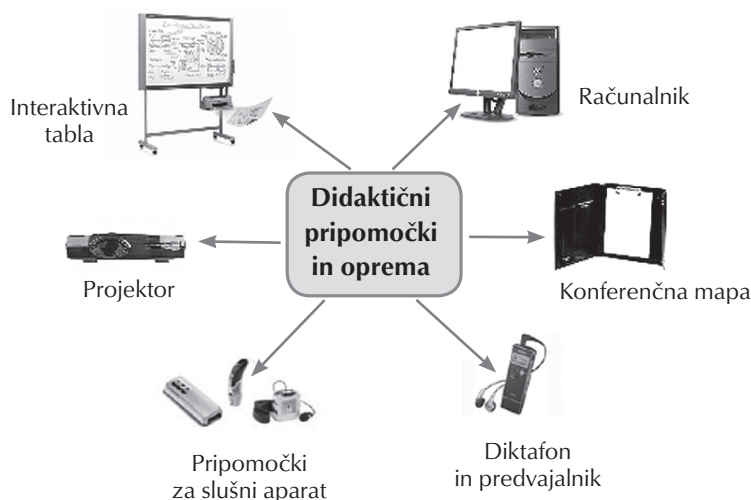 Interaktivna
tabla
Računalnik
Didaktični
pripomočki
in oprema
Projektor
Konferenčna mapa
Pripomočki
za slušni aparat
Diktafon
in predvajalnik